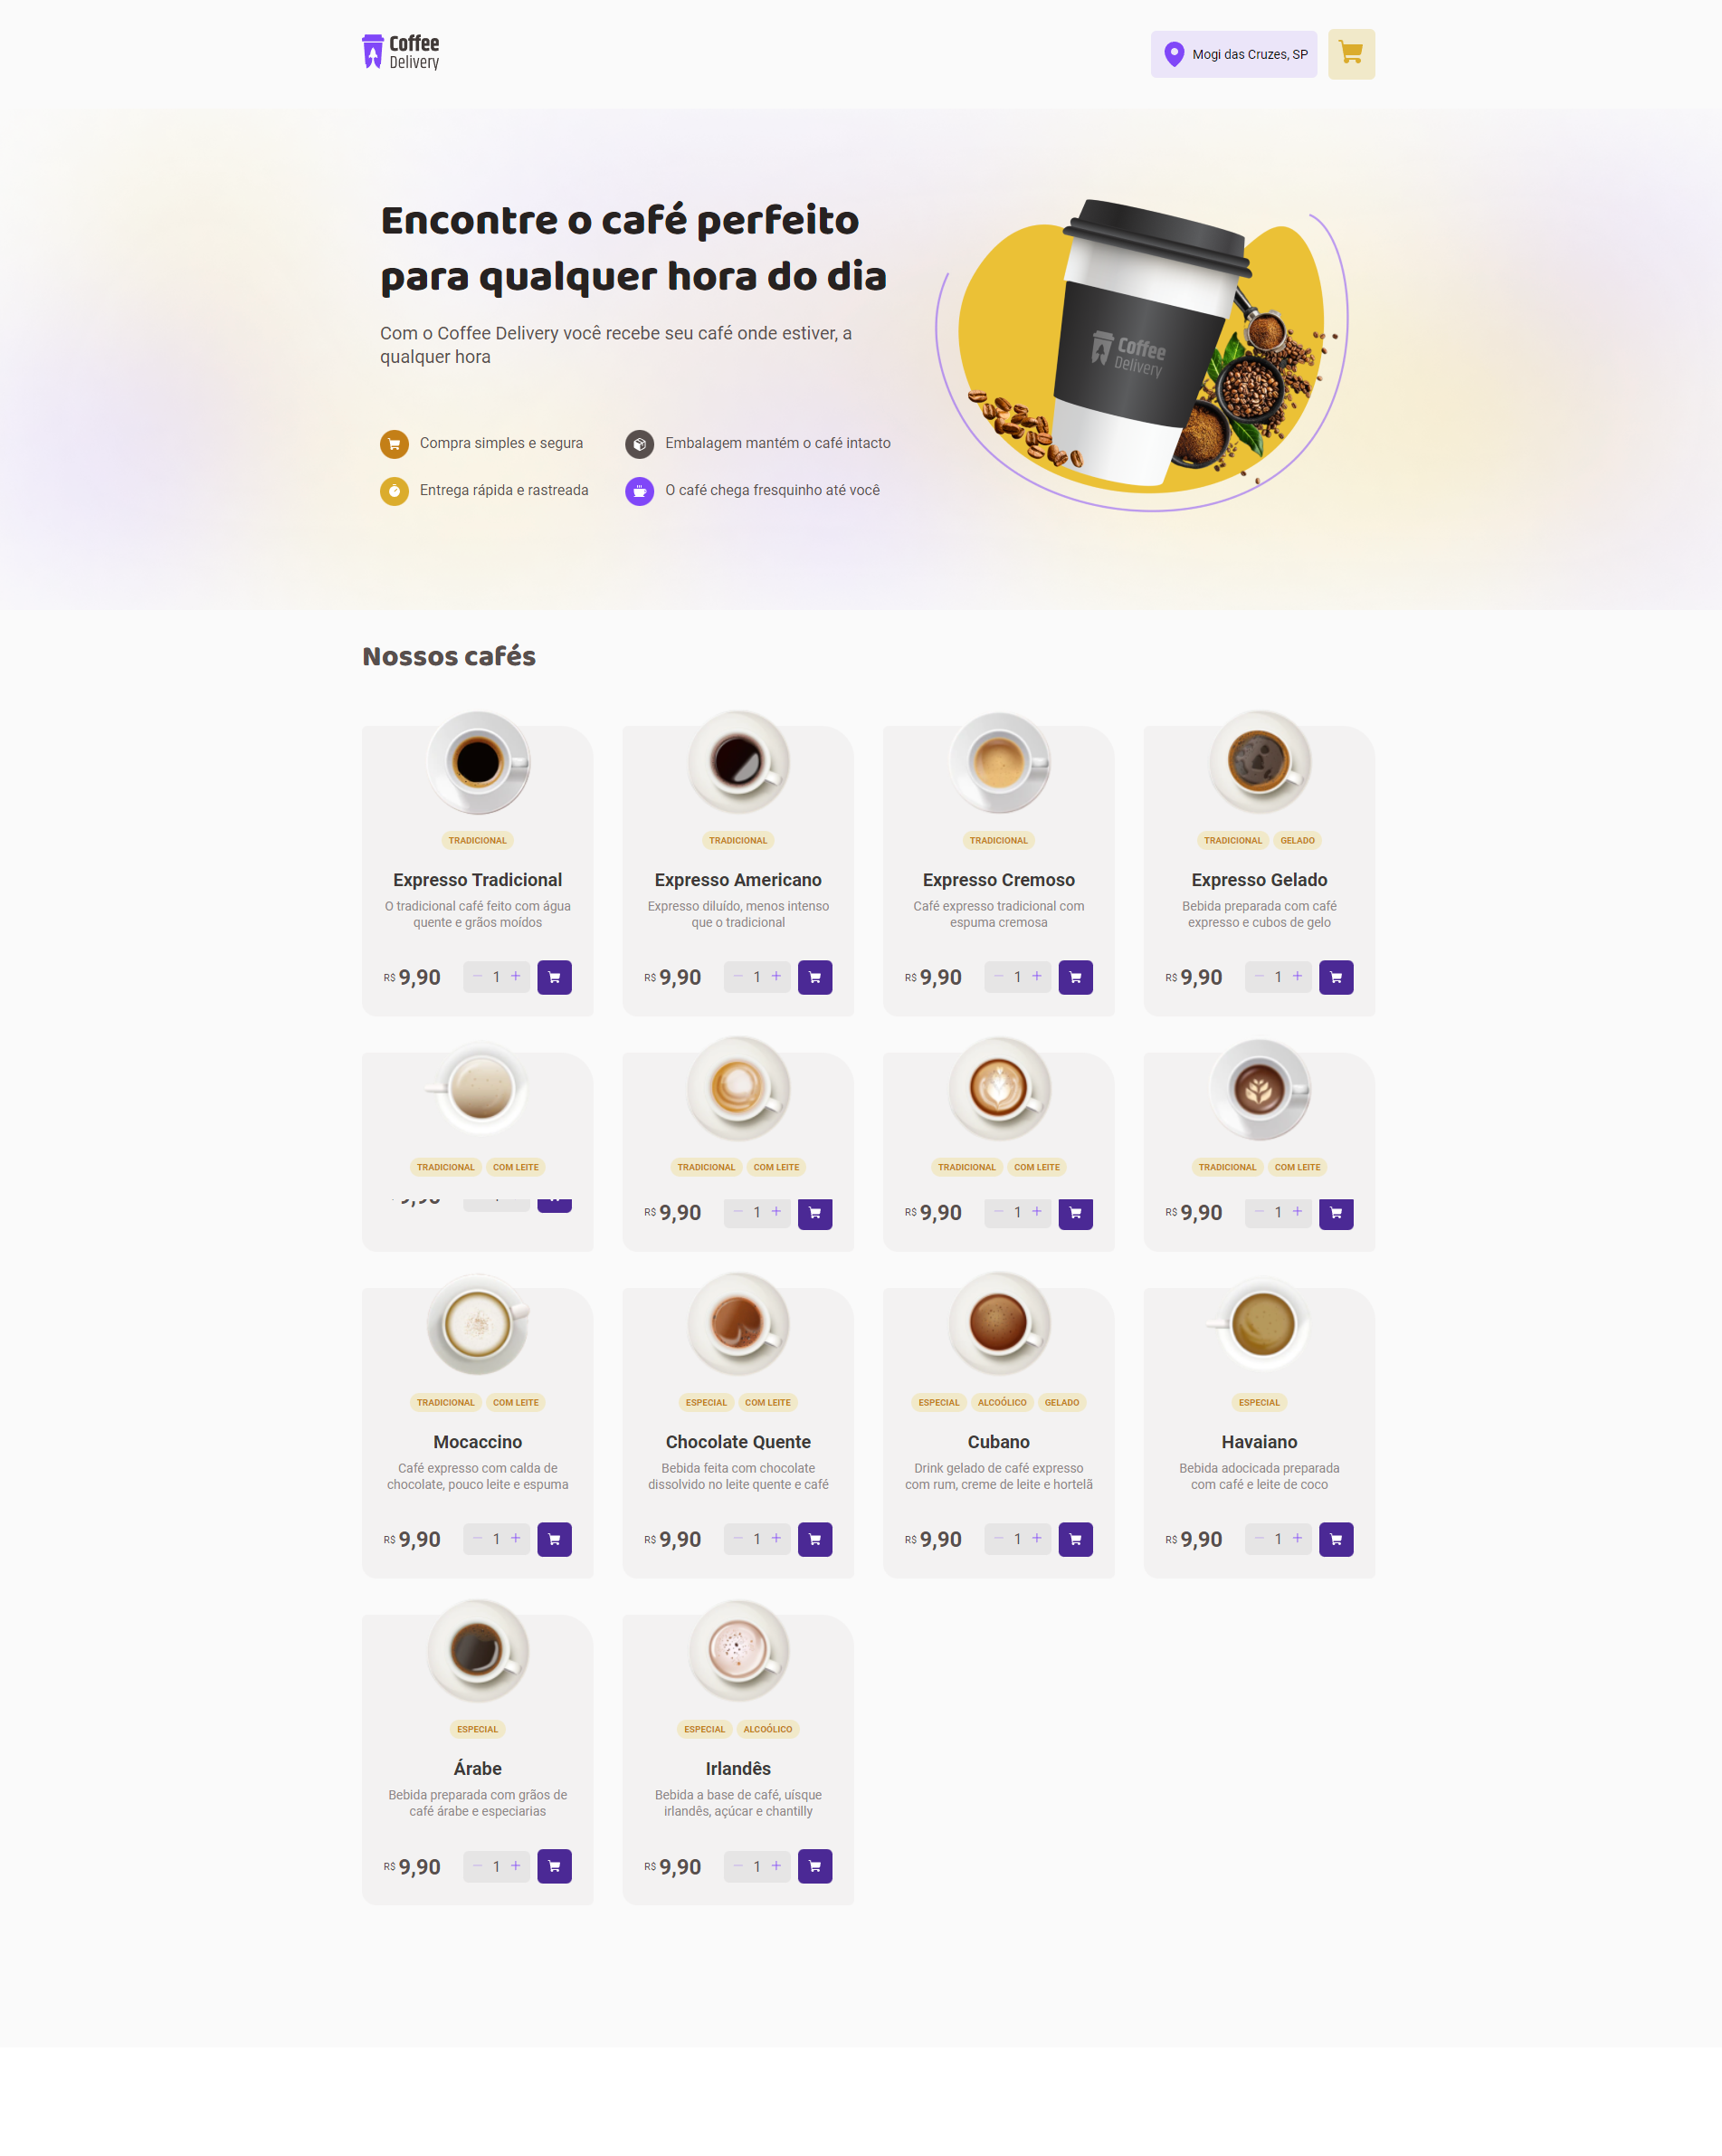 Coffee
Delivery
Mogi das Cruzes, SP
Encontre o café perfeito
para qualquer hora do dia
Com o Coffee Delivery você recebe seu café onde estiver, a
qualquer hora
Coffee
Delivery
Compra simples e segura
Embalagem mantém o café intacto
Entrega rápida e rastreada
O café chega fresquinho até você
Nossos cafés
TRADICIONAL
Expresso Tradicional
O tradicional café feito com água
quente e grãos moídos
R$ 9,90
1
TRADICIONAL
Expresso Americano
Expresso diluído, menos intenso
que o tradicional
R$ 9,90
1
TRADICIONAL
Expresso Cremoso
Café expresso tradicional com
espuma cremosa
R$ 9,90
1
TRADICIONAL GELADO
Expresso Gelado
Bebida preparada com café
expresso e cubos de gelo
R$ 9,90
1
TRADICIONAL COM LEITE
9,90
TRADICIONAL COM LEITE
R$ 9,90
1
TRADICIONAL COM LEITE
R$ 9,90
1
TRADICIONAL COM LEITE
R$ 9,90
1
TRADICIONAL COM LEITE
Mocaccino
Café expresso com calda de
chocolate, pouco leite e espuma
R$ 9,90
1
ESPECIAL COM LEITE
Chocolate Quente
Bebida feita com chocolate
dissolvido no leite quente e café
R$ 9,90
1
ESPECIAL ALCOÓLICO GELADO
Cubano
Drink gelado de café expresso
com rum, creme de leite e hortelã
R$ 9,90
1
ESPECIAL
Havaiano
Bebida adocicada preparada
com café e leite de coco
R$ 9,90
1
ESPECIAL
Árabe
Bebida preparada com grãos de
café árabe e especiarias
R$ 9,90
1
ESPECIAL ALCOÓLICO
Irlandês
Bebida a base de café, uísque
irlandês, açúcar e chantilly
R$ 9,90
1